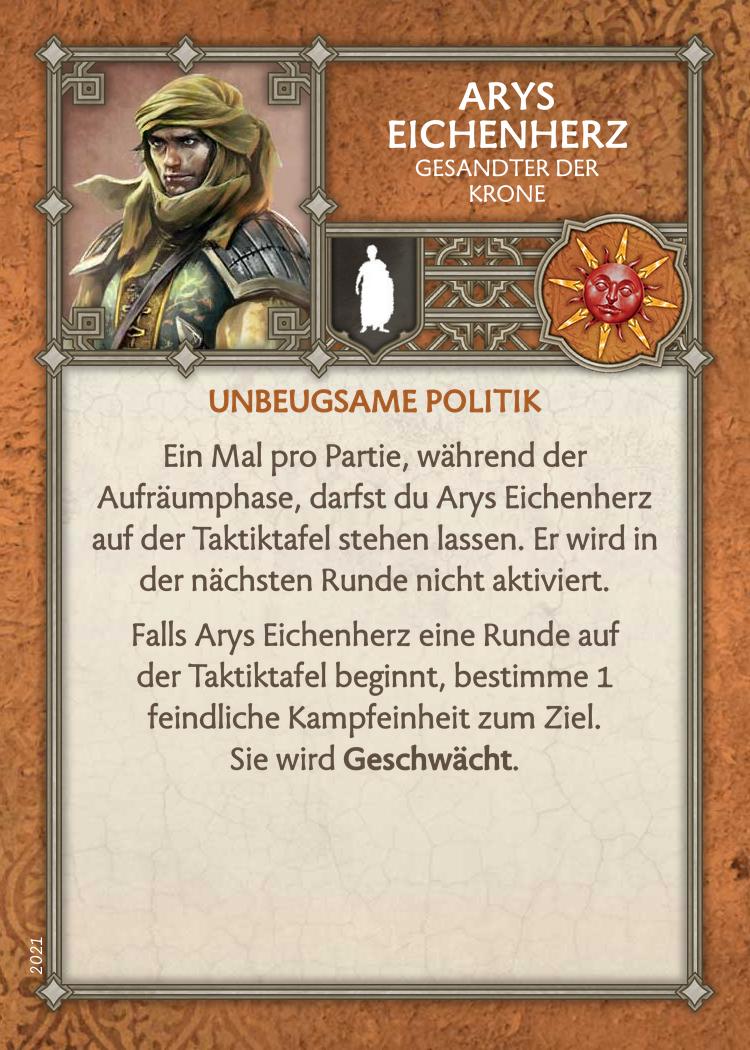 ARYS
EICHENHERZ
GESANDTER DER
KRONE
UNBEUGSAME POLITIK
Ein Mal pro Partie, während der
Aufräumphase, darfst du Arys Eichenherz
auf der Taktiktafel stehen lassen. Er wird in
der nächsten Runde nicht aktiviert.
Falls Arys Eichenherz eine Runde auf
der Taktiktafel beginnt, bestimme 1
feindliche Kampfeinheit zum Ziel.
Sie wird Geschwächt.
2021